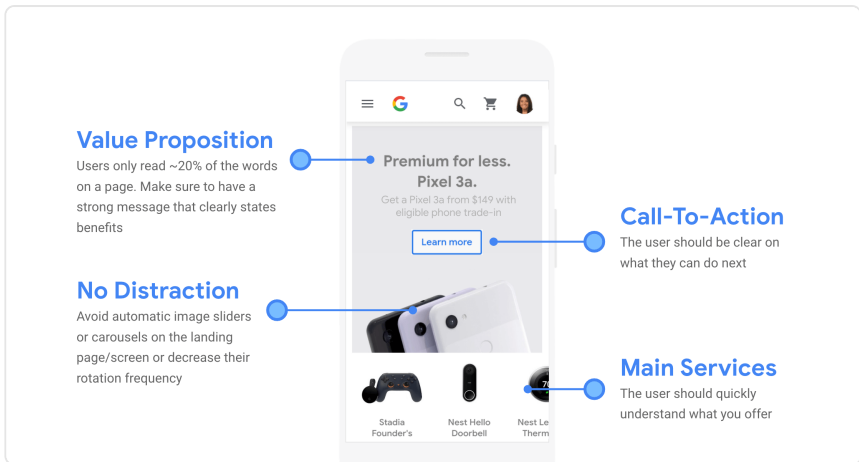 Value Proposition
Users only read ~20% of the words
on a page. Make sure to have a
strong message that clearly states
benefits
No Distraction
Avoid automatic image sliders
or carousels on the landing
page/screen or decrease their
rotation frequency
G
Premium for less.
Pixel 3a.
Get a Pixel 3a from $149 with
eligible phone trade-in
Learn more
70
Stadia
Founder's
Nest Hello
Doorbell
Nest Le
Therm
Call-To-Action
The user should be clear on
what they can do next
Main Services
The user should quickly
understand what you offer